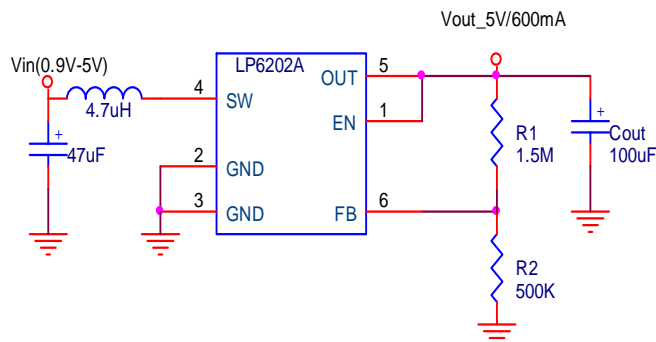 Vout_5V/600mA
Vin(0.9V-5V)
LP6202A
4.7uH
4
SW
OUT
5
EN
1
+
47uF
2
GND
3
GND
FB
6
R1
1.5M
+
Cout
100uF
R2
500K